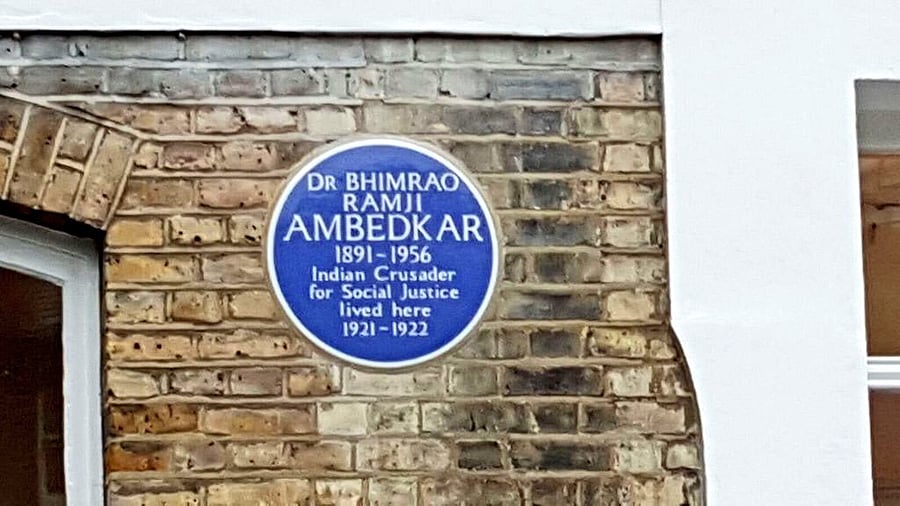 DR BHIMRAO
RAMJI
AMBEDKAR
1891-1956
Indian Crusader
for Social Justice
lived here
1921-1922